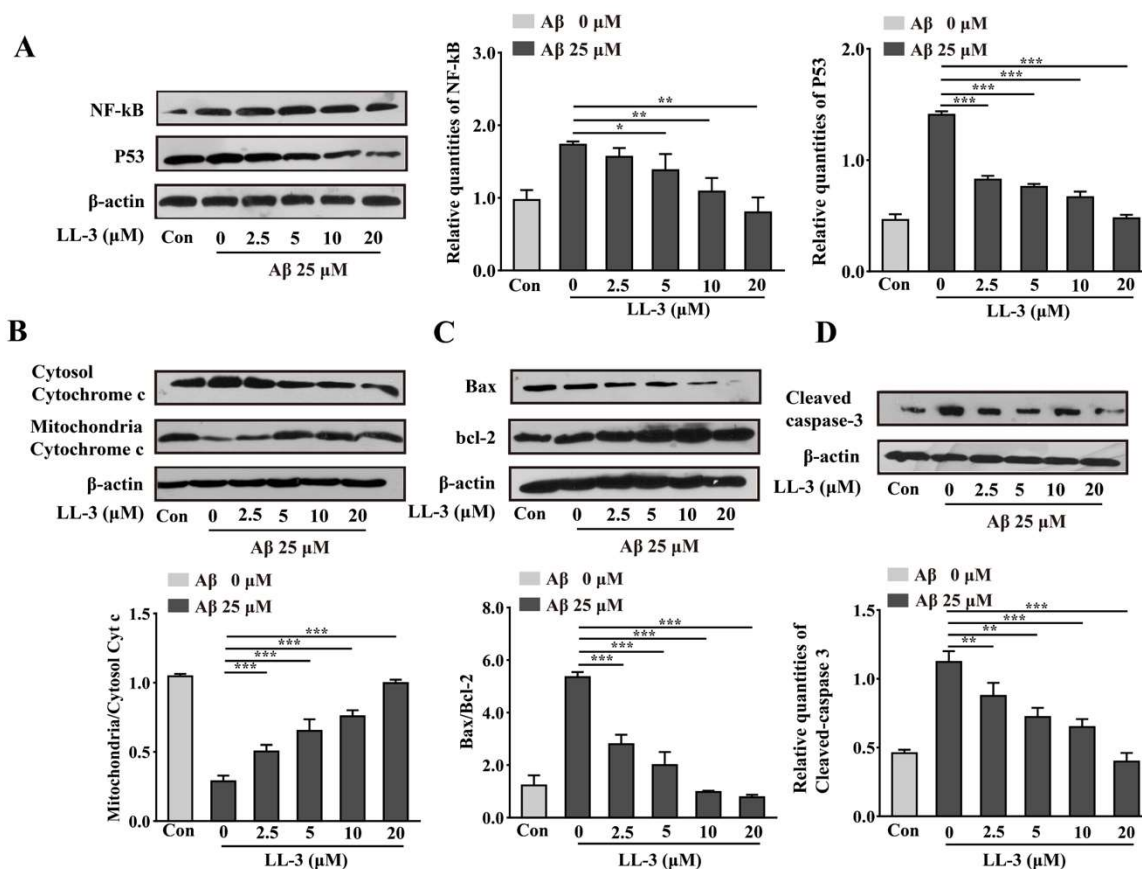 A
NF-kB
P53
β-actin
LL-3 (μM) Con 0 2.5 5 10 20
Aβ 25 μM
Aβ 0 μM
Aβ 25 μM
Relative quantities of NF-kB
3.0
2.0
1.0
0.0
**
**
*
Con 0 2.5 5 10 20
LL-3 (μM)
Aβ 0 μM
Aβ 25 μM
Relative quantities of P53
2.0
1.0
0.0
***
***
***
***
Con 0 2.5 5 10 20
LL-3 (μM)
B
Cytosol
Cytochrome c
Mitochondria
Cytochrome c
β-actin
LL-3 (μM) Con 0 2.5 5 10 20
Aβ 25 μM
Aβ 0 μM
Aβ 25 μM
Mitochondria/Cytosol Cyt c
1.5
1.0
0.5
0.0
***
***
***
***
Con 0 2.5 5 10 20
LL-3 (μM)
C
Bax
bcl-2
β-actin
LL-3 (μM) Con 0 2.5 5 10 20
Aβ 25 μM
Aβ 0 μM
Aβ 25 μM
Bax/Bcl-2
8.0
6.0
4.0
2.0
0.0
***
***
***
***
Con 0 2.5 5 10 20
LL-3 (μM)
D
Cleaved
caspase-3
β-actin
LL-3 (μM) Con 0 2.5 5 10 20
Aβ 25 μM
Aβ 0 μM
Aβ 25 μM
Relative quantities of
Cleaved-caspase 3
1.5
1.0
0.5
0.0
***
***
**
**
Con 0 2.5 5 10 20
LL-3 (μM)